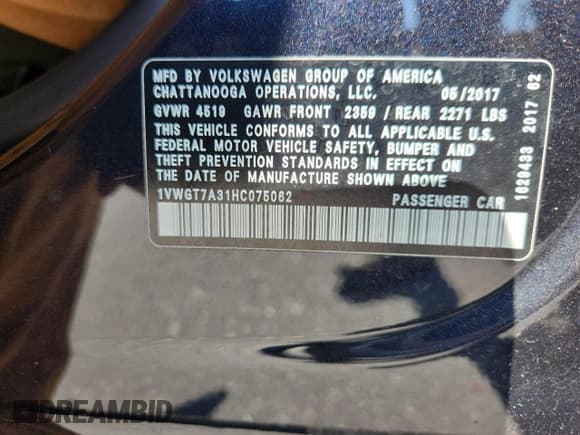 MFD BY VOLKSWAGEN GROUP OF AMERICA
CHATTANOOGA OPERATIONS, LLC. 05/2017
GVWR 4519 GAWR FRONT 2359 / REAR 2271 LBS
THIS VEHICLE CONFORMS TO ALL APPLICABLE U.S.
FEDERAL MOTOR VEHICLE SAFETY, BUMPER AND
THEFT PREVENTION STANDARDS IN EFFECT ON
THE DATE OF MANUFACTURE SHOWN ABOVE
1VWGT7A31HC075062 PASSENGER CAR
1029433 2017 62
DREAMBID